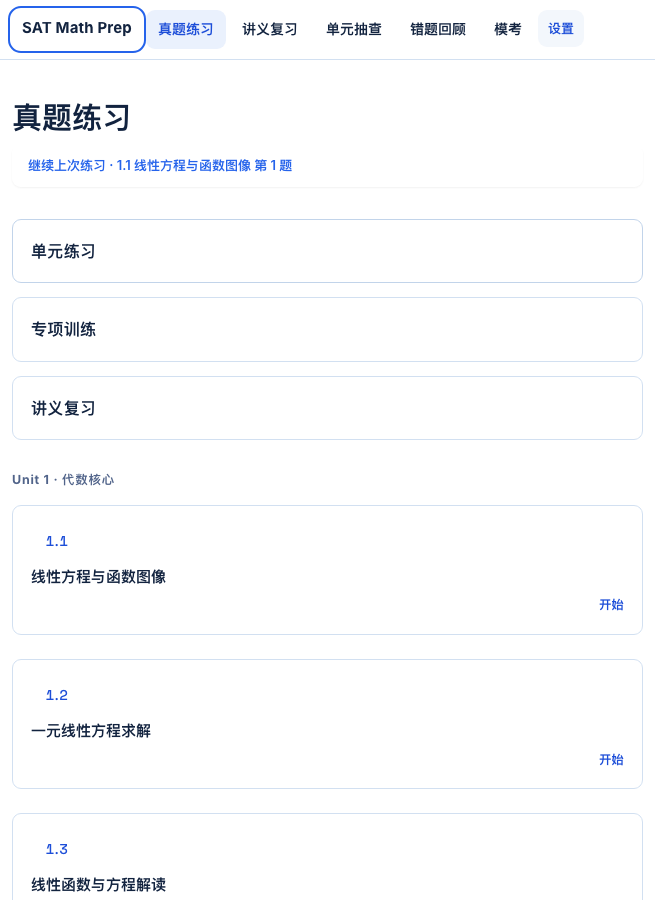 SAT Math Prep 真题练习 讲义复习 单元抽查 错题回顾 模考 设置
真题练习
继续上次练习 · 1.1 线性方程与函数图像 第 1 题
单元练习
专项训练
讲义复习
Unit 1 · 代数核心
1.1
线性方程与函数图像
开始
1.2
一元线性方程求解
开始
1.3
线性函数与方程解读